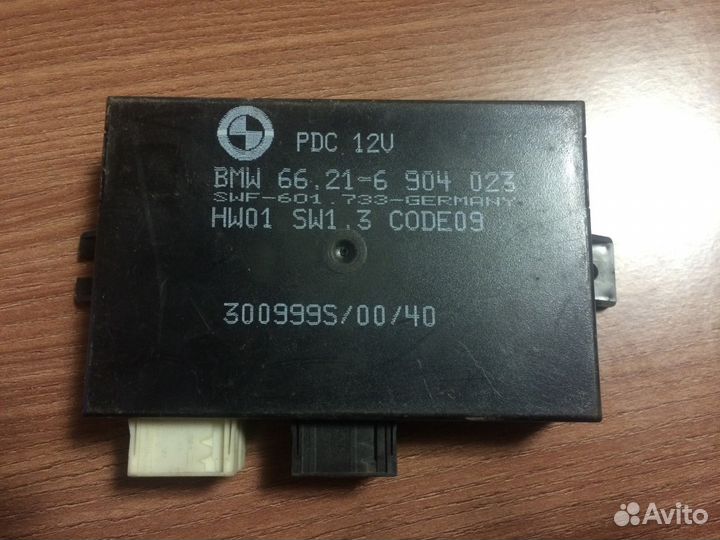 PDC 12V
BMW 66.21-6 904 023
SWF-601.733-GERMANY
HW01 SW1.3 CODE09
300999S/00/40
Avito